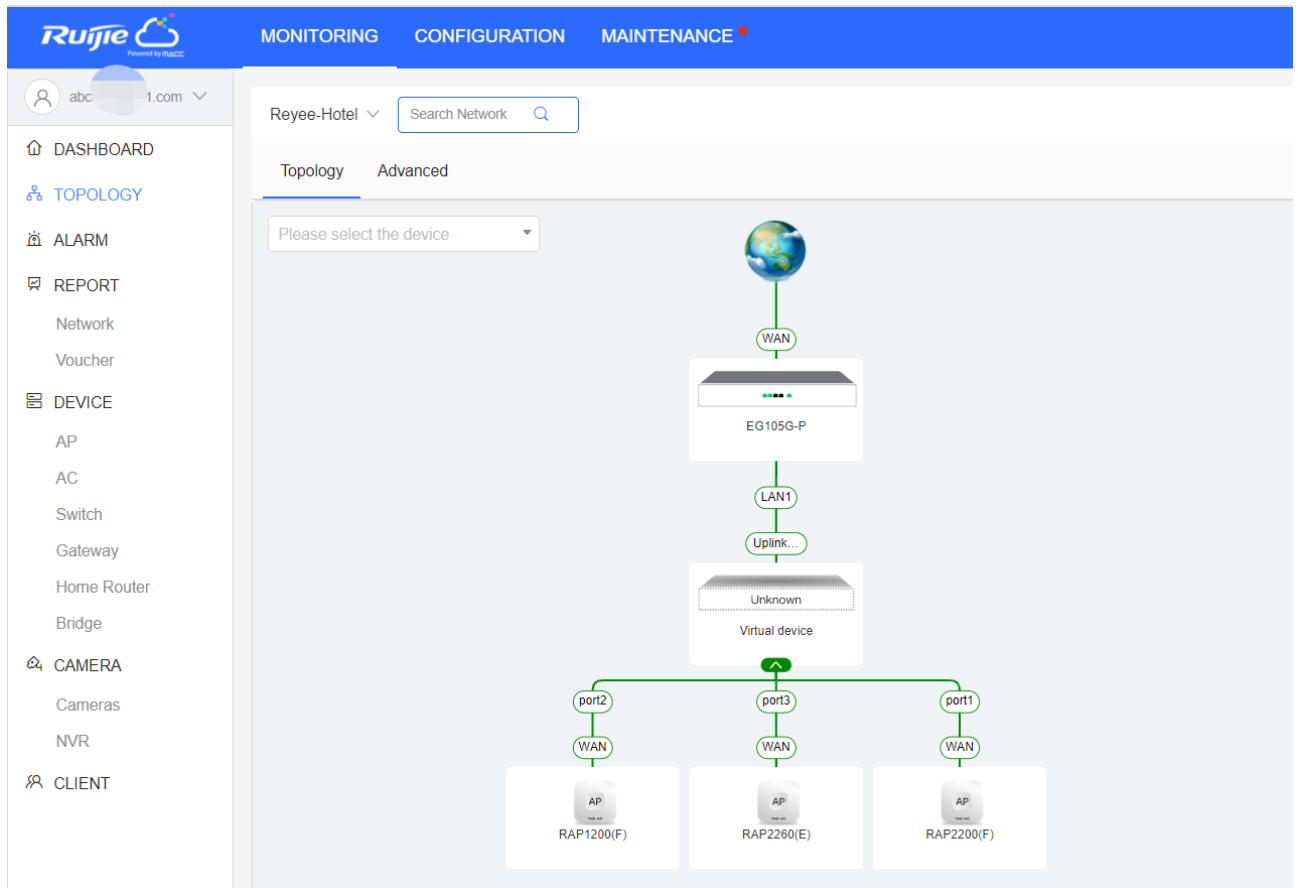 Ruijie
Powered by MACC
MONITORING
CONFIGURATION
MAINTENANCE
abc 1.com
Reyee-Hotel
Search Network
DASHBOARD
TOPOLOGY
ALARM
REPORT
Network
Voucher
DEVICE
AP
AC
Switch
Gateway
Home Router
Bridge
CAMERA
Cameras
NVR
CLIENT
Topology
Advanced
Please select the device
WAN
EG105G-P
LAN1
Uplink...
Unknown
Virtual device
port2
port3
port1
WAN
WAN
WAN
AP
AP
AP
RAP1200(F)
RAP2260(E)
RAP2200(F)